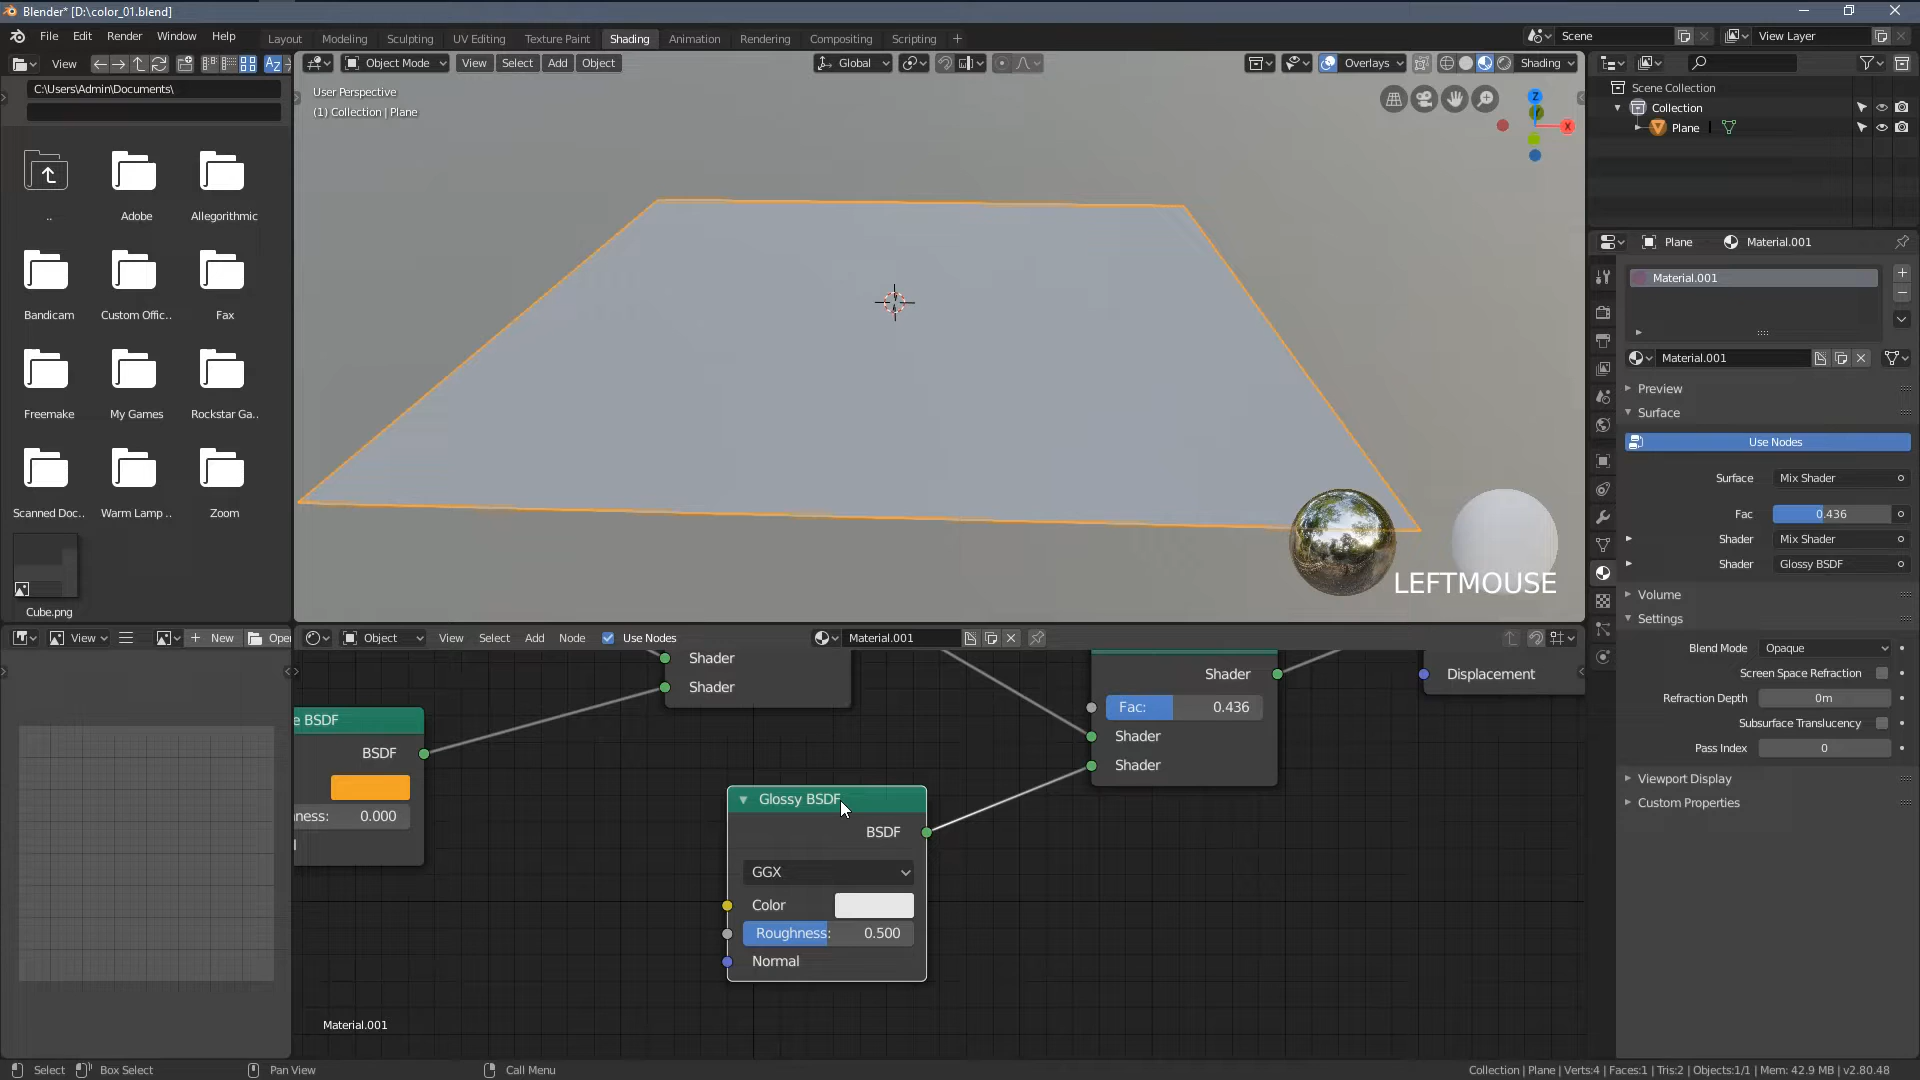 Blender* [D:\color_01.blend]
File Edit Render Window Help
Layout Modeling Sculpting UV Editing Texture Paint Shading Animation Rendering Compositing Scripting +
Scene
View Layer
View
Object Mode View Select Add Object
Global
Overlays
Shading
C:\Users\Admin\Documents\
User Perspective
(1) Collection | Plane
Z
X
Scene Collection
Collection
Plane
..
Adobe
Allegorithmic
Bandicam
Custom Offic..
Fax
Freemake
My Games
Rockstar Ga..
Scanned Doc..
Warm Lamp ..
Zoom
Cube.png
LEFTMOUSE
Plane Material.001
Material.001
Material.001
Preview
Surface
Use Nodes
Surface Mix Shader
Fac 0.436
Shader Mix Shader
Shader Glossy BSDF
Volume
Settings
Blend Mode Opaque
Screen Space Refraction
Refraction Depth 0m
Subsurface Translucency
Pass Index 0
Viewport Display
Custom Properties
View
New
Oper
Object View Select Add Node Use Nodes
Material.001
Shader
Shader
e BSDF
BSDF
ness: 0.000
Shader
Fac: 0.436
Shader
Shader
Displacement
Glossy BSDF
BSDF
GGX
Color
Roughness: 0.500
Normal
Material.001
Select Box Select Pan View Call Menu
Collection | Plane | Verts:4 | Faces:1 | Tris:2 | Objects:1/1 | Mem: 42.9 MB | v2.80.48